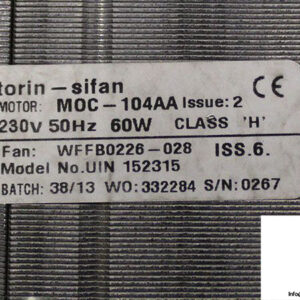 torin-sifan
MOTOR: MOC-104AA Issue: 2 CE
230V 50Hz 60W CLASS 'H'
Fan: WFFB0226-028 ISS.6.
Model No.UIN 152315
BATCH: 38/13 WO: 332284 S/N: 0267